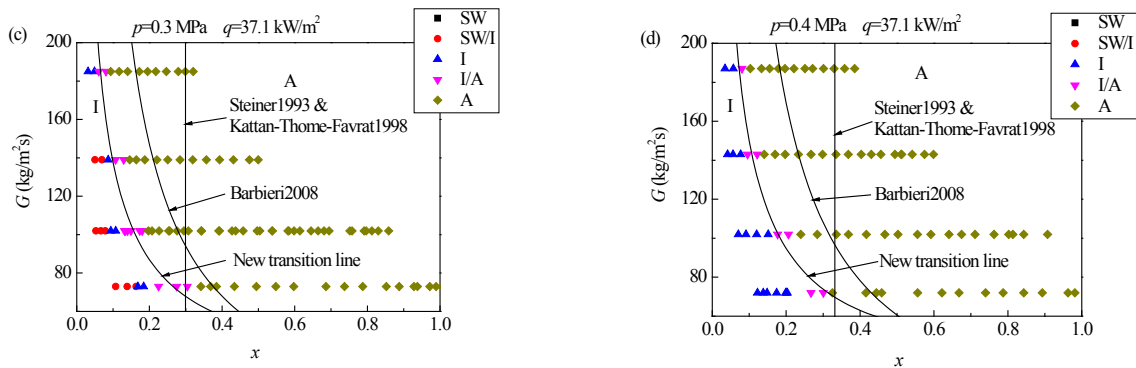 (c)
p=0.3 MPa q=37.1 kW/m²
SW
SW/I
I
I/A
A
200
160
120
80
G (kg/m²s)
I
A
Steiner1993 &
Kattan-Thome-Favrat1998
Barbieri2008
New transition line
0.0 0.2 0.4 0.6 0.8 1.0
x
(d)
p=0.4 MPa q=37.1 kW/m²
SW
SW/I
I
I/A
A
200
160
120
80
G (kg/m²s)
I
A
Steiner1993 &
Kattan-Thome-Favrat1998
Barbieri2008
New transition line
0.0 0.2 0.4 0.6 0.8 1.0
x